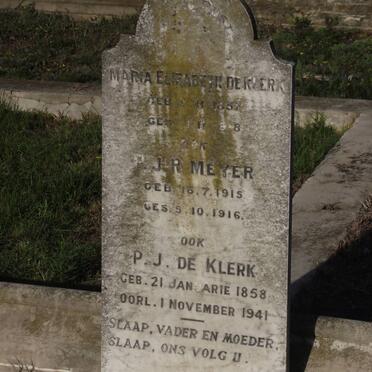 MARIA ELIZABETH DE KLERK
GEB.
GES.
OOK
J.R MEYER
GEB. 16.7.1915
GES. 5.10.1916.
OOK
P.J. DE KLERK
GEB. 21 JANUARIE 1858
OORL. 1 NOVEMBER 1941
SLAAP, VADER EN MOEDER,
SLAAP, ONS VOLG U.